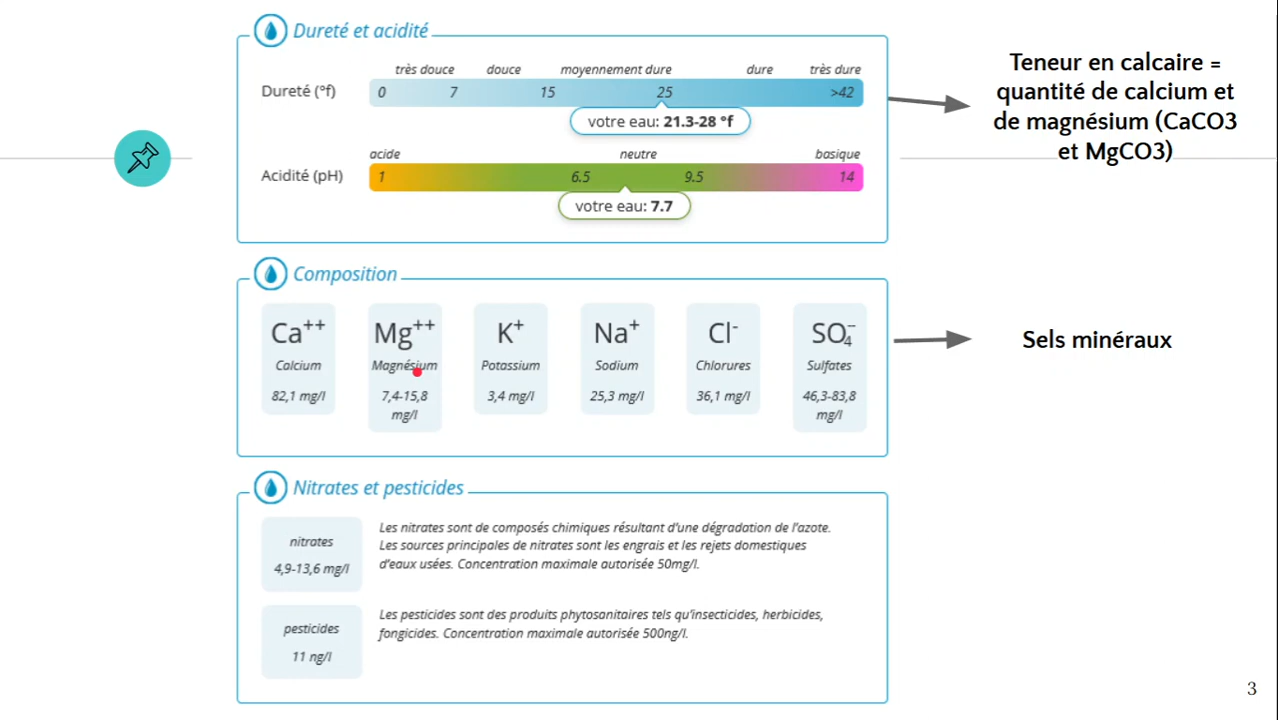 Dureté et acidité
très douce douce moyennement dure dure très dure
Dureté (°f) 0 7 15 25 >42
votre eau: 21.3-28 °f
acide neutre basique
Acidité (pH) 1 6.5 9.5 14
votre eau: 7.7
Teneur en calcaire =
quantité de calcium et
de magnésium (CaCO3
et MgCO3)
Composition
Ca++ Mg++ K+ Na+ Cl- SO4-
Calcium Magnésium Potassium Sodium Chlorures Sulfates
82,1 mg/l 7,4-15,8 3,4 mg/l 25,3 mg/l 36,1 mg/l 46,3-83,8
mg/l mg/l
Sels minéraux
Nitrates et pesticides
nitrates
4,9-13,6 mg/l
Les nitrates sont de composés chimiques résultant d'une dégradation de l'azote.
Les sources principales de nitrates sont les engrais et les rejets domestiques
d'eaux usées. Concentration maximale autorisée 50mg/l.
pesticides
11 ng/l
Les pesticides sont des produits phytosanitaires tels qu'insecticides, herbicides,
fongicides. Concentration maximale autorisée 500ng/l.
3